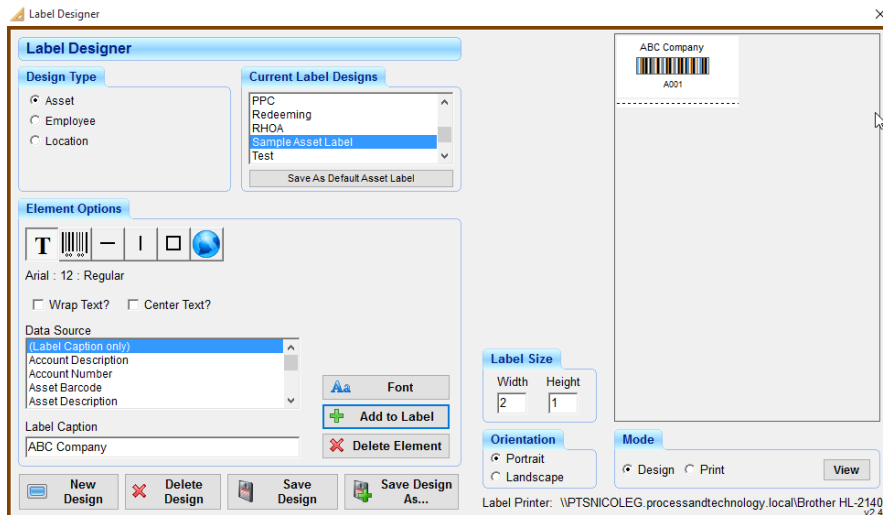 Label Designer
Label Designer
Design Type
Asset
Employee
Location
Current Label Designs
PPC
Redeeming
RHOA
Sample Asset Label
Test
Save As Default Asset Label
Element Options
T
Arial : 12 : Regular
Wrap Text?
Center Text?
Data Source
(Label Caption only)
Account Description
Account Number
Asset Barcode
Asset Description
Label Caption
ABC Company
Aa Font
Add to Label
Delete Element
New Design
Delete Design
Save Design
Save Design As...
ABC Company
A001
Label Size
Width Height
2 1
Orientation
Portrait
Landscape
Mode
Design Print
View
Label Printer: \\PTSNICOLEG.processandtechnology.local\Brother HL-2140
v2.4